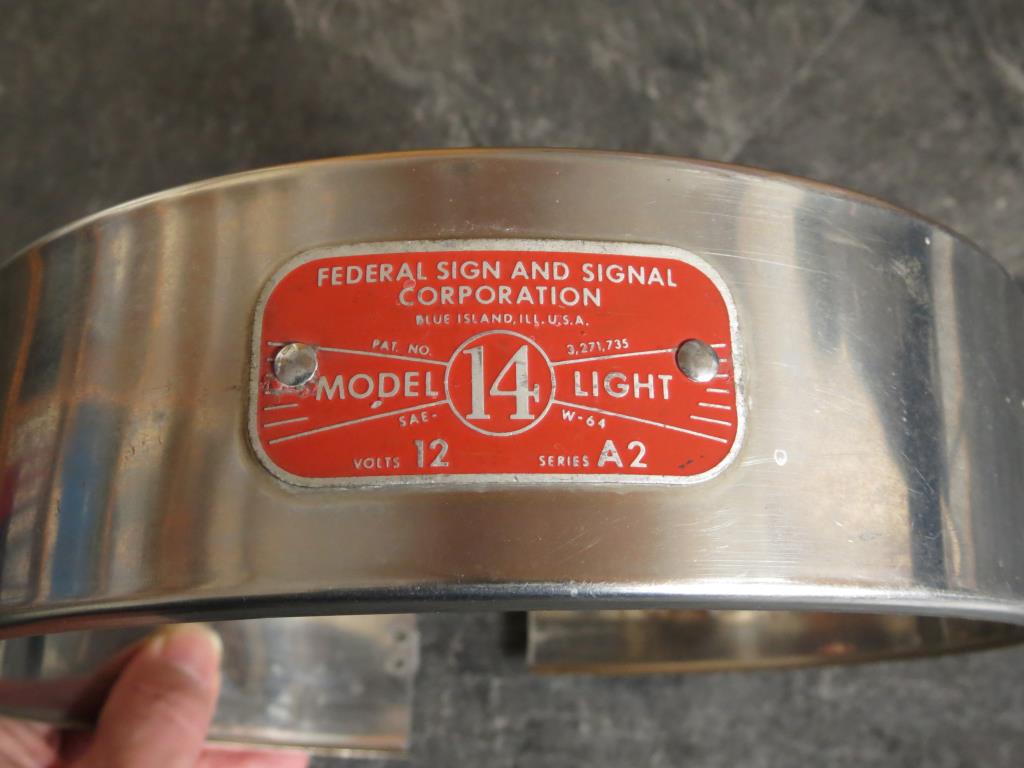 FEDERAL SIGN AND SIGNAL
CORPORATION
BLUE ISLAND, ILL. U.S.A.
PAT. NO. 3,271,735
MODEL 14 LIGHT
SAE- W-64
VOLTS 12 SERIES A2